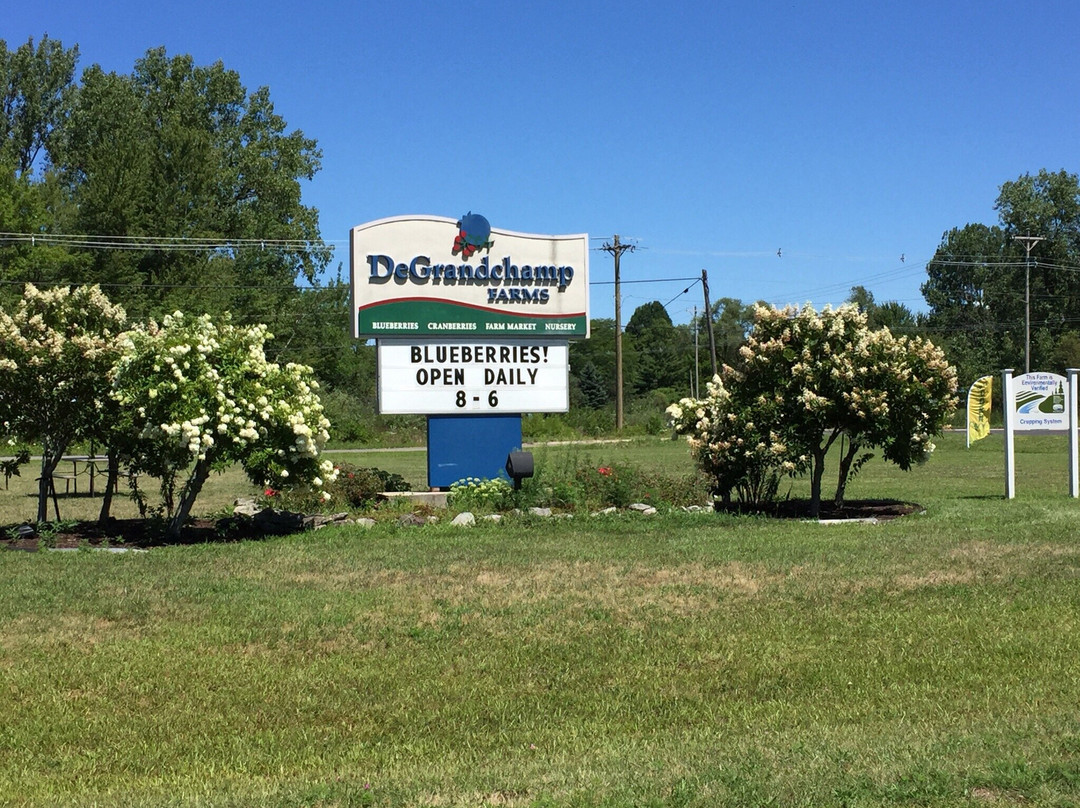 DeGrandchamp
FARMS
BLUEBERRIES CRANBERRIES FARM MARKET NURSERY
BLUEBERRIES!
OPEN DAILY
8-6
This Farm is
Environmentally
Verified
Cropping System